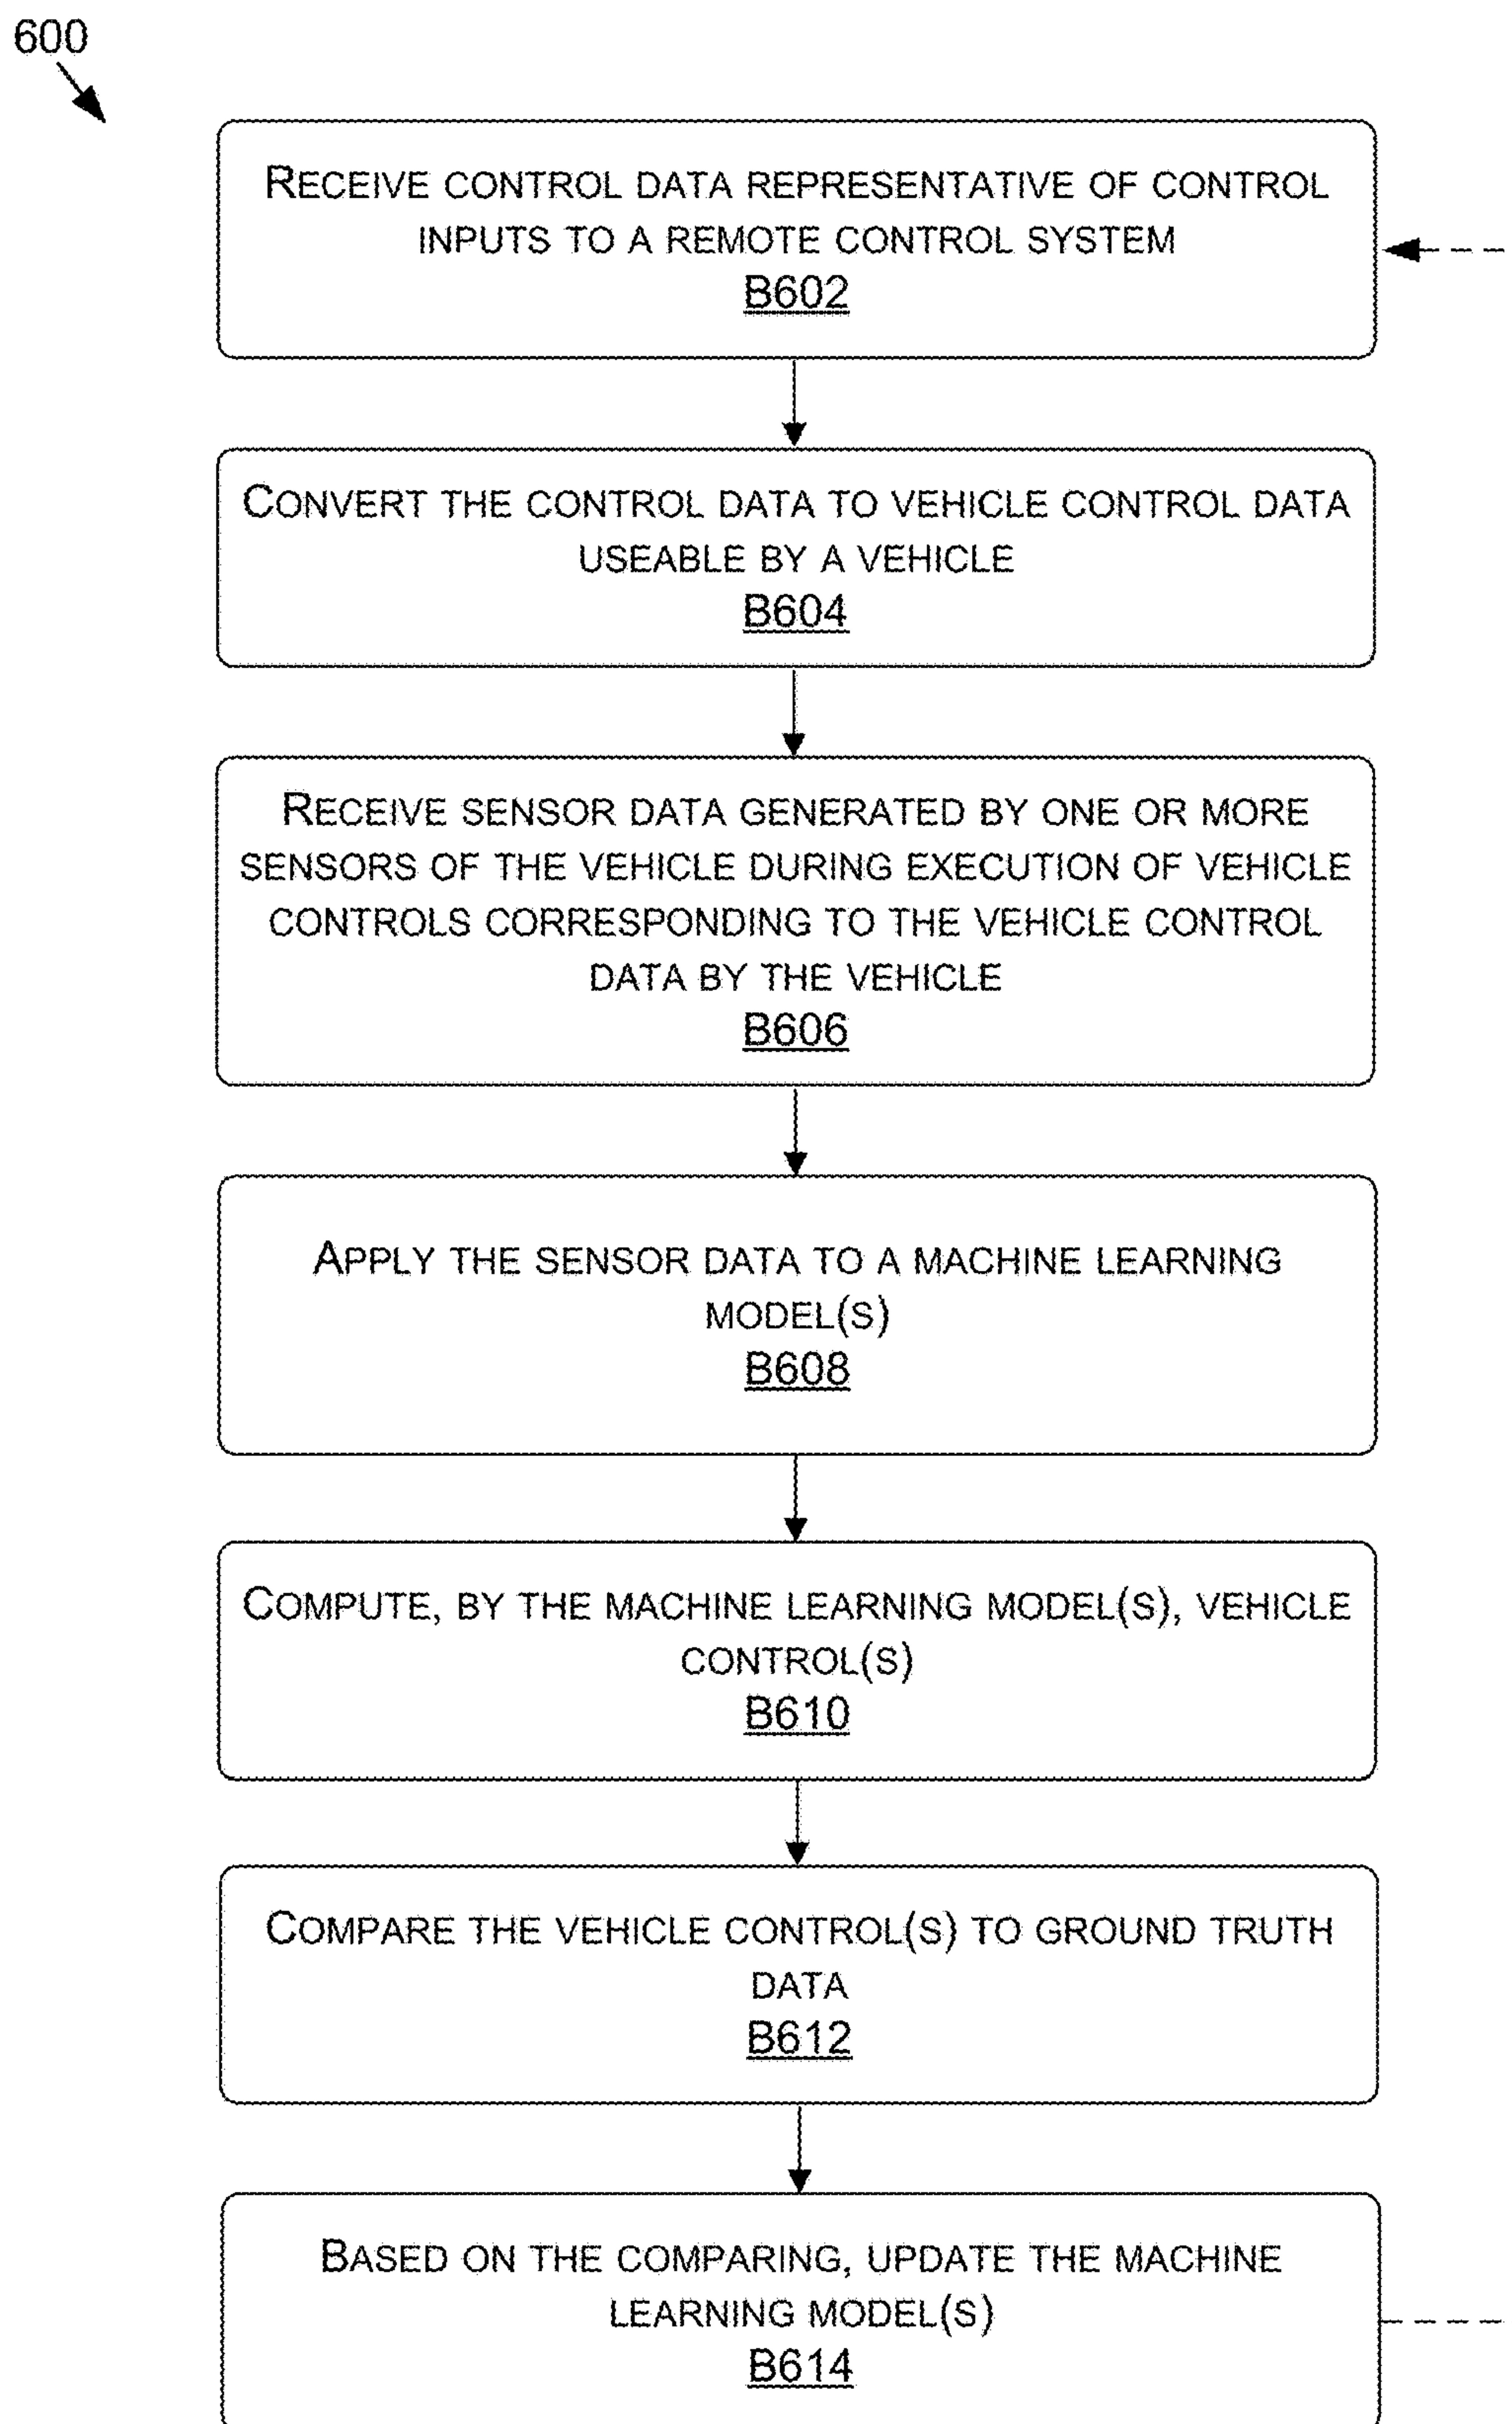 600
RECEIVE CONTROL DATA REPRESENTATIVE OF CONTROL
INPUTS TO A REMOTE CONTROL SYSTEM
B602
CONVERT THE CONTROL DATA TO VEHICLE CONTROL DATA
USEABLE BY A VEHICLE
B604
RECEIVE SENSOR DATA GENERATED BY ONE OR MORE
SENSORS OF THE VEHICLE DURING EXECUTION OF VEHICLE
CONTROLS CORRESPONDING TO THE VEHICLE CONTROL
DATA BY THE VEHICLE
B606
APPLY THE SENSOR DATA TO A MACHINE LEARNING
MODEL(S)
B608
COMPUTE, BY THE MACHINE LEARNING MODEL(S), VEHICLE
CONTROL(S)
B610
COMPARE THE VEHICLE CONTROL(S) TO GROUND TRUTH
DATA
B612
BASED ON THE COMPARING, UPDATE THE MACHINE
LEARNING MODEL(S)
B614